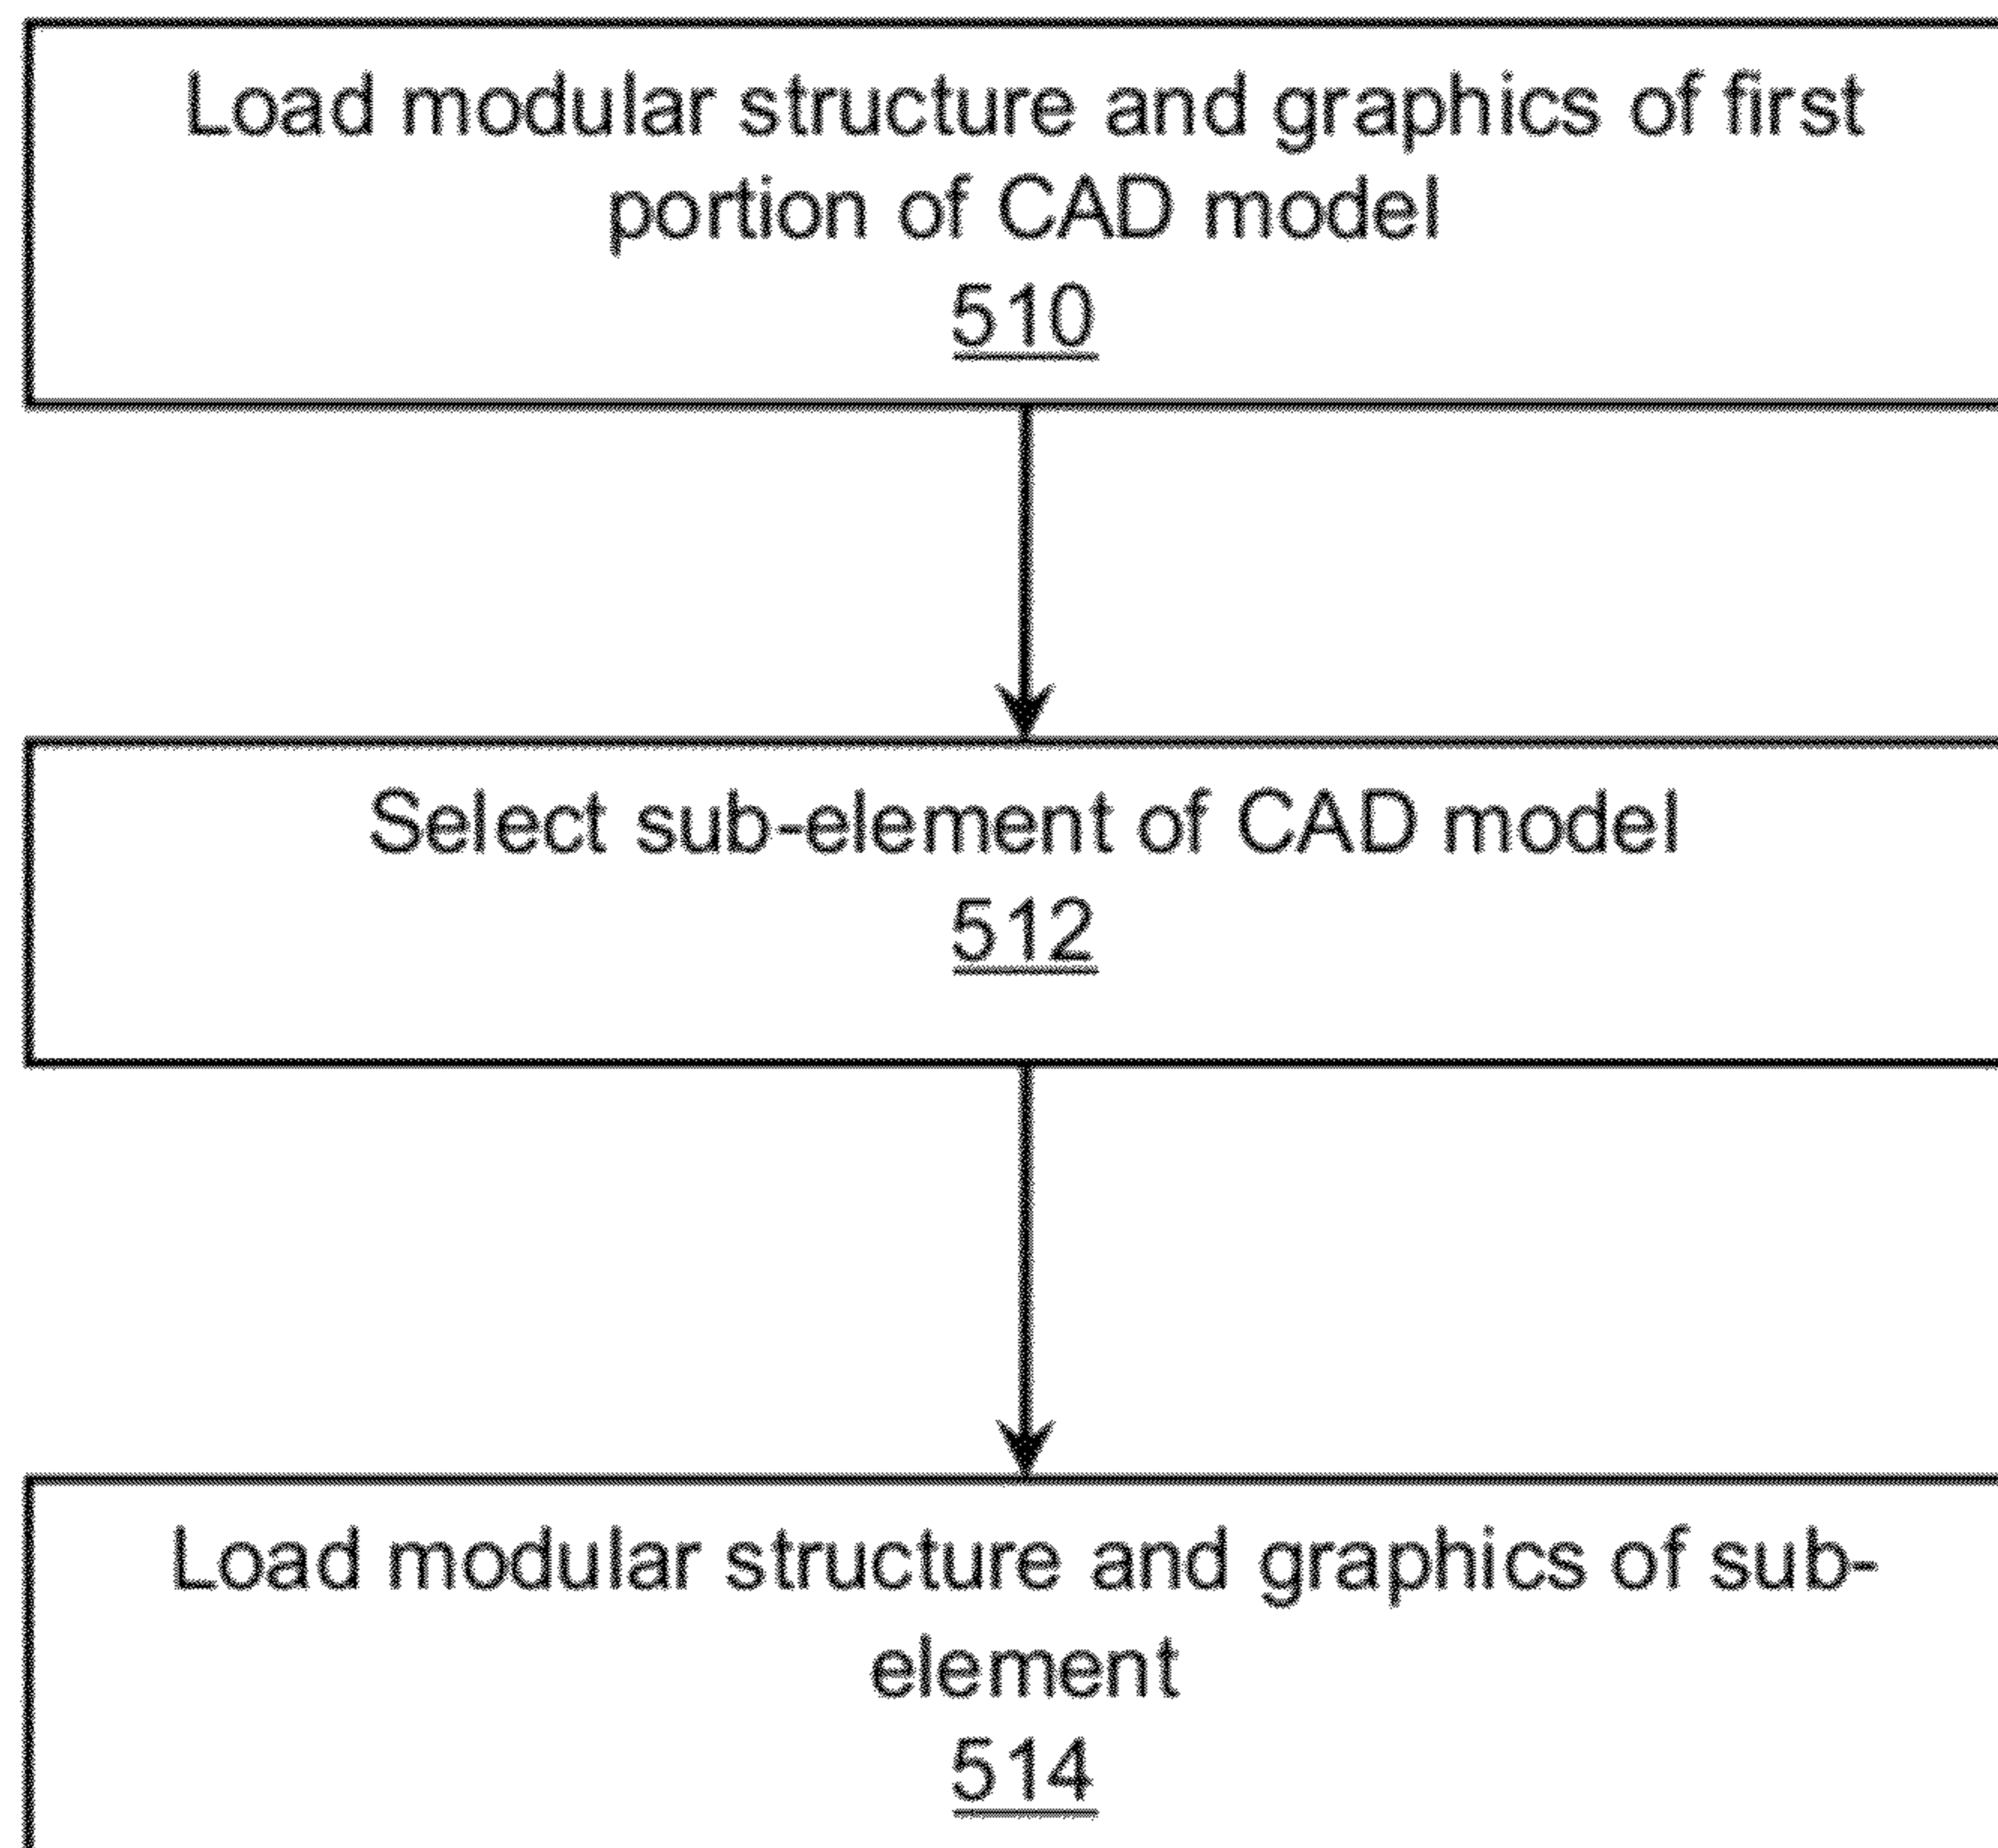 Load modular structure and graphics of first
portion of CAD model
510
Select sub-element of CAD model
512
Load modular structure and graphics of sub-
element
514